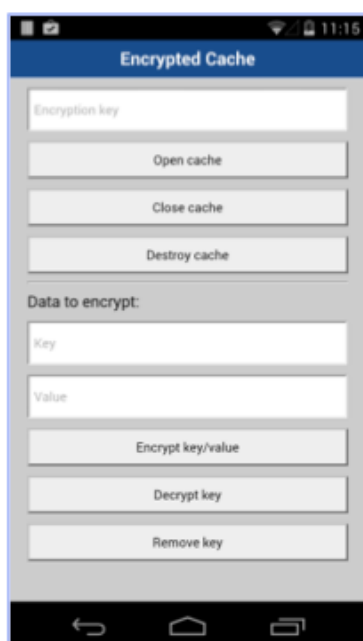 11:15
Encrypted Cache
Encryption key
Open cache
Close cache
Destroy cache
Data to encrypt:
Key
Value
Encrypt key/value
Decrypt key
Remove key